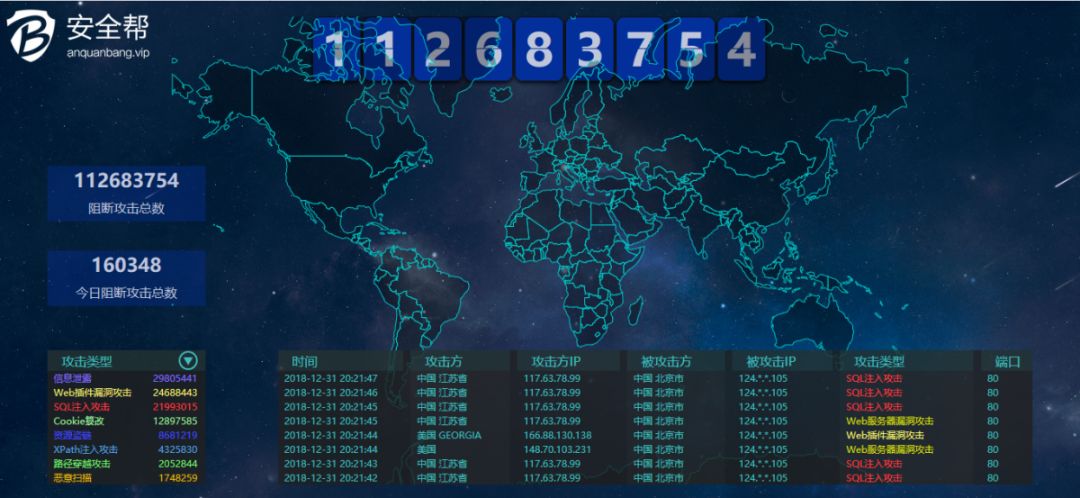 安全帮
anquanbang.vip
112683754
112683754
阻断攻击总数
160348
今日阻断攻击总数
攻击类型
信息泄露 29805441
Web插件漏洞攻击 24688443
SQL注入攻击 21993015
Cookie篡改 12897585
资源盗链 8681219
XPath注入攻击 4325830
路径穿越攻击 2052844
恶意扫描 1748259
时间 攻击方 攻击方IP 被攻击方 被攻击IP 攻击类型 端口
2018-12-31 20:21:47 中国 江苏省 117.63.78.99 中国 北京市 124.*.*.105 SQL注入攻击 80
2018-12-31 20:21:46 中国 江苏省 117.63.78.99 中国 北京市 124.*.*.105 SQL注入攻击 80
2018-12-31 20:21:45 中国 江苏省 117.63.78.99 中国 北京市 124.*.*.105 SQL注入攻击 80
2018-12-31 20:21:45 中国 江苏省 117.63.78.99 中国 北京市 124.*.*.105 Web服务器漏洞攻击 80
2018-12-31 20:21:44 美国 GEORGIA 166.88.130.138 中国 北京市 124.*.*.105 Web插件漏洞攻击 80
2018-12-31 20:21:44 美国 148.70.103.231 中国 北京市 124.*.*.105 Web服务器漏洞攻击 80
2018-12-31 20:21:43 中国 江苏省 117.63.78.99 中国 北京市 124.*.*.105 SQL注入攻击 80
2018-12-31 20:21:42 中国 江苏省 117.63.78.99 中国 北京市 124.*.*.105 SQL注入攻击 80